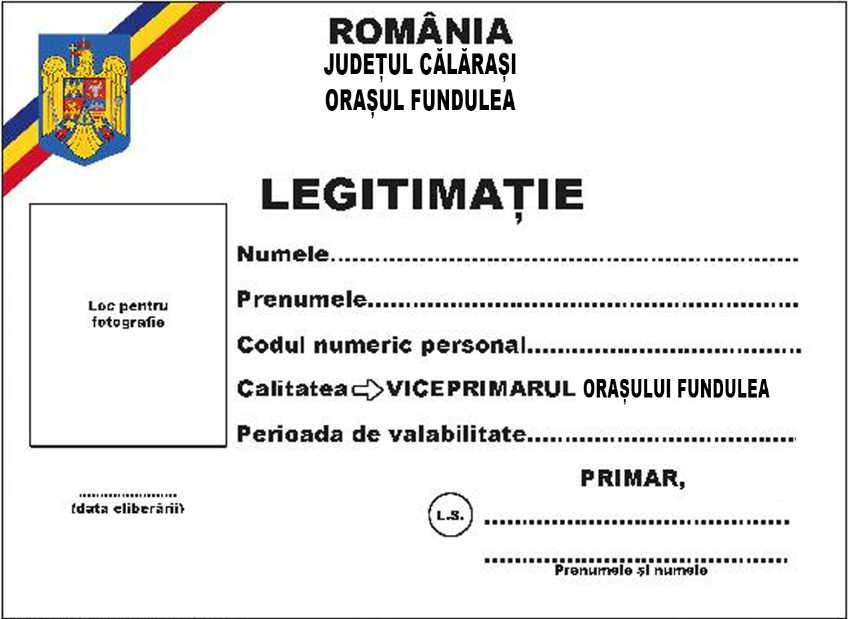 ROMÂNIA
JUDEȚUL CĂLĂRAȘI
ORAȘUL FUNDULEA
LEGITIMAȚIE
Loc pentru
fotografie
Numele..........................................................
Prenumele......................................................
Codul numeric personal..................................
Calitatea⇨VICEPRIMARUL ORAȘULUI FUNDULEA
Perioada de valabilitate..................................
....................
(data eliberării)
PRIMAR,
L.S. ......................................
......................................
Prenumele și numele